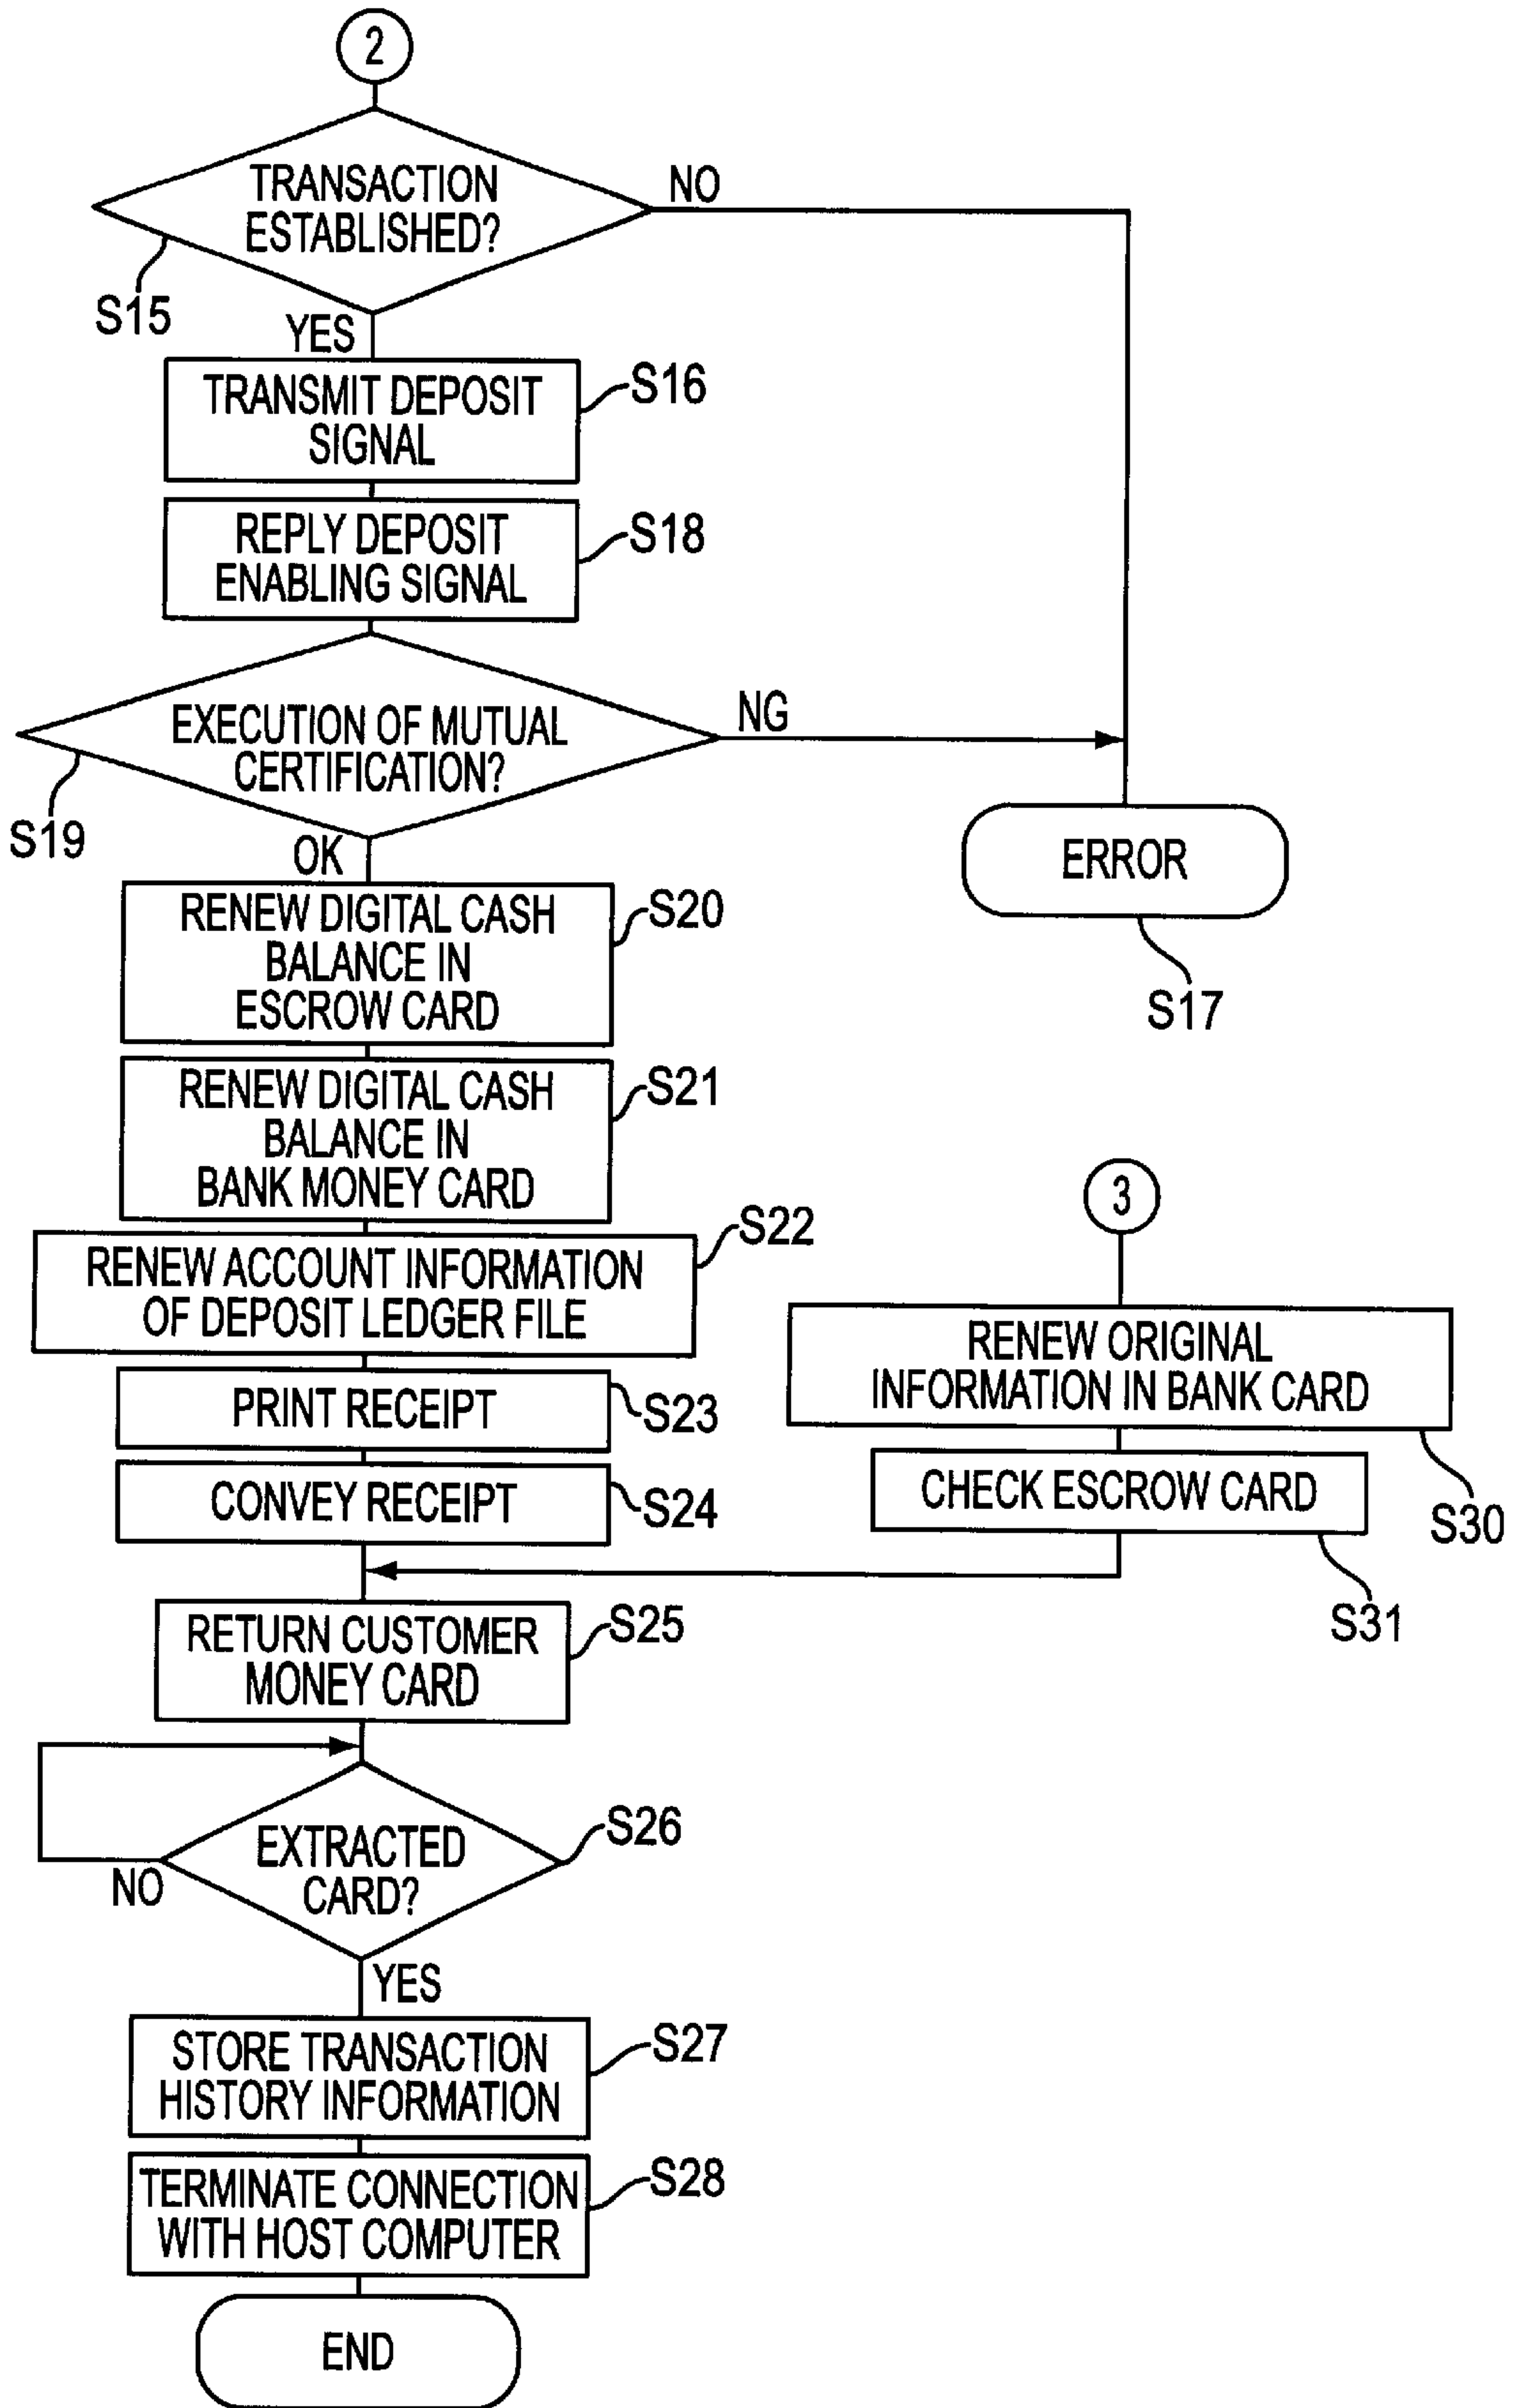 2
TRANSACTION
ESTABLISHED?
NO
S15
YES
TRANSMIT DEPOSIT
SIGNAL
S16
REPLY DEPOSIT
ENABLING SIGNAL
S18
EXECUTION OF MUTUAL
CERTIFICATION?
NG
S19
OK
ERROR
S17
RENEW DIGITAL CASH
BALANCE IN
ESCROW CARD
S20
RENEW DIGITAL CASH
BALANCE IN
BANK MONEY CARD
S21
RENEW ACCOUNT INFORMATION
OF DEPOSIT LEDGER FILE
S22
PRINT RECEIPT
S23
CONVEY RECEIPT
S24
3
RENEW ORIGINAL
INFORMATION IN BANK CARD
S30
CHECK ESCROW CARD
S31
RETURN CUSTOMER
MONEY CARD
S25
EXTRACTED
CARD?
S26
NO
YES
STORE TRANSACTION
HISTORY INFORMATION
S27
TERMINATE CONNECTION
WITH HOST COMPUTER
S28
END